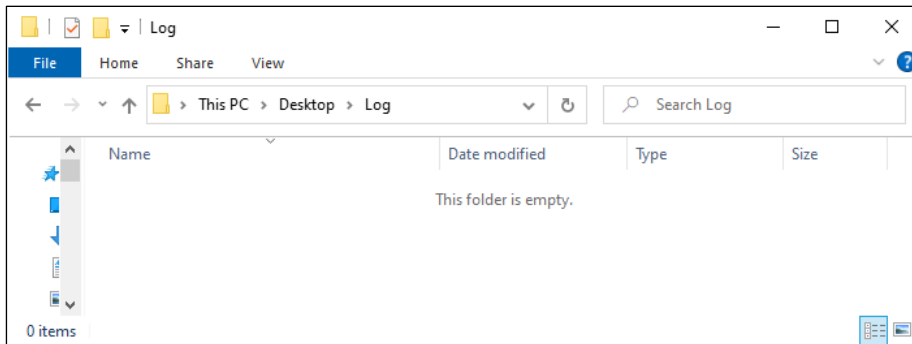 Log
File Home Share View ?
This PC > Desktop > Log Search Log
Name Date modified Type Size
This folder is empty.
0 items